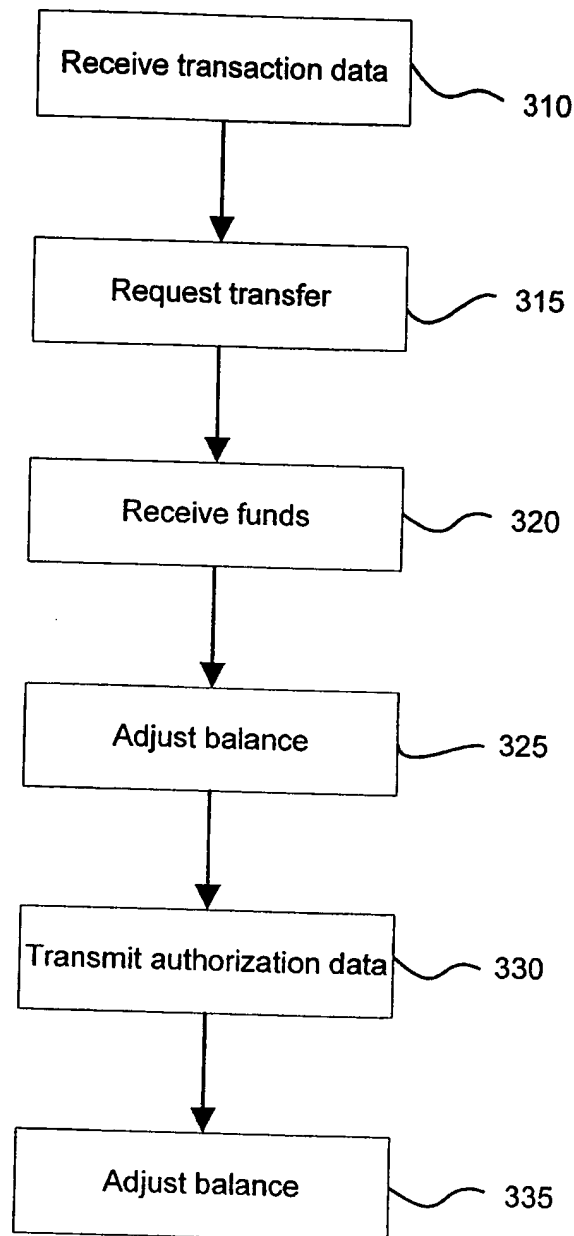 Receive transaction data
310
Request transfer
315
Receive funds
320
Adjust balance
325
Transmit authorization data
330
Adjust balance
335